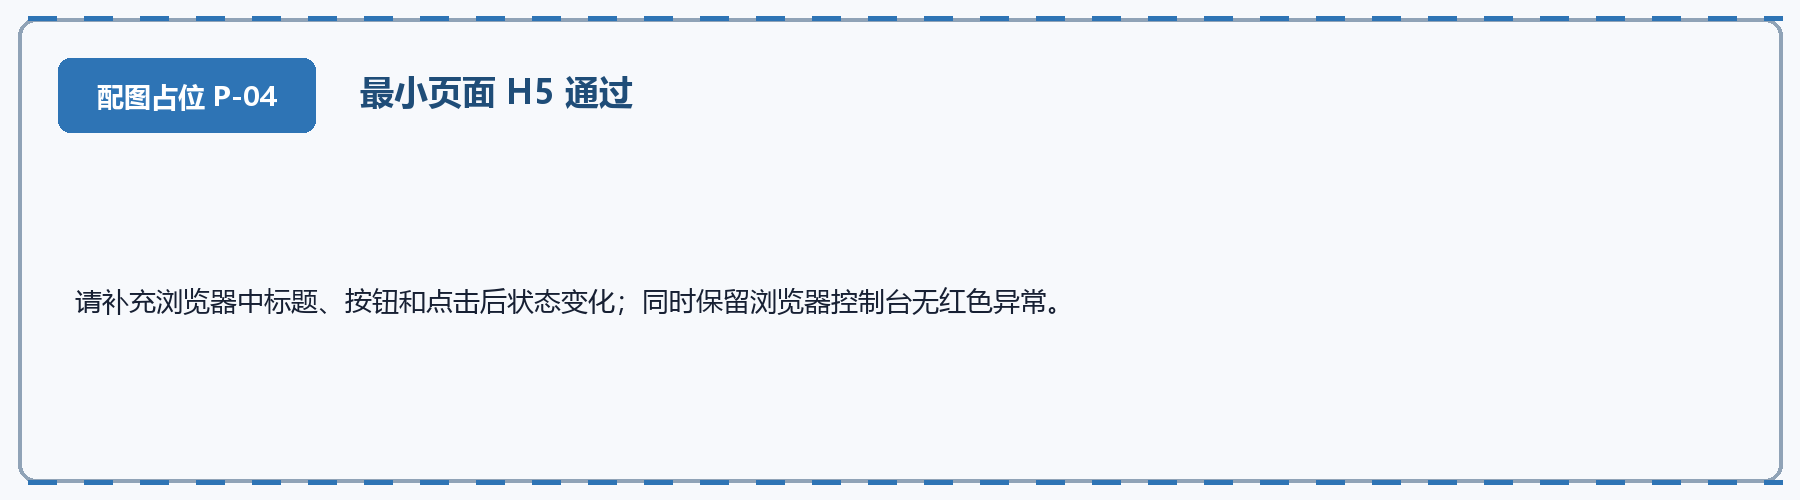 配图占位 P-04
最小页面 H5 通过
请补充浏览器中标题、按钮和点击后状态变化；同时保留浏览器控制台无红色异常。